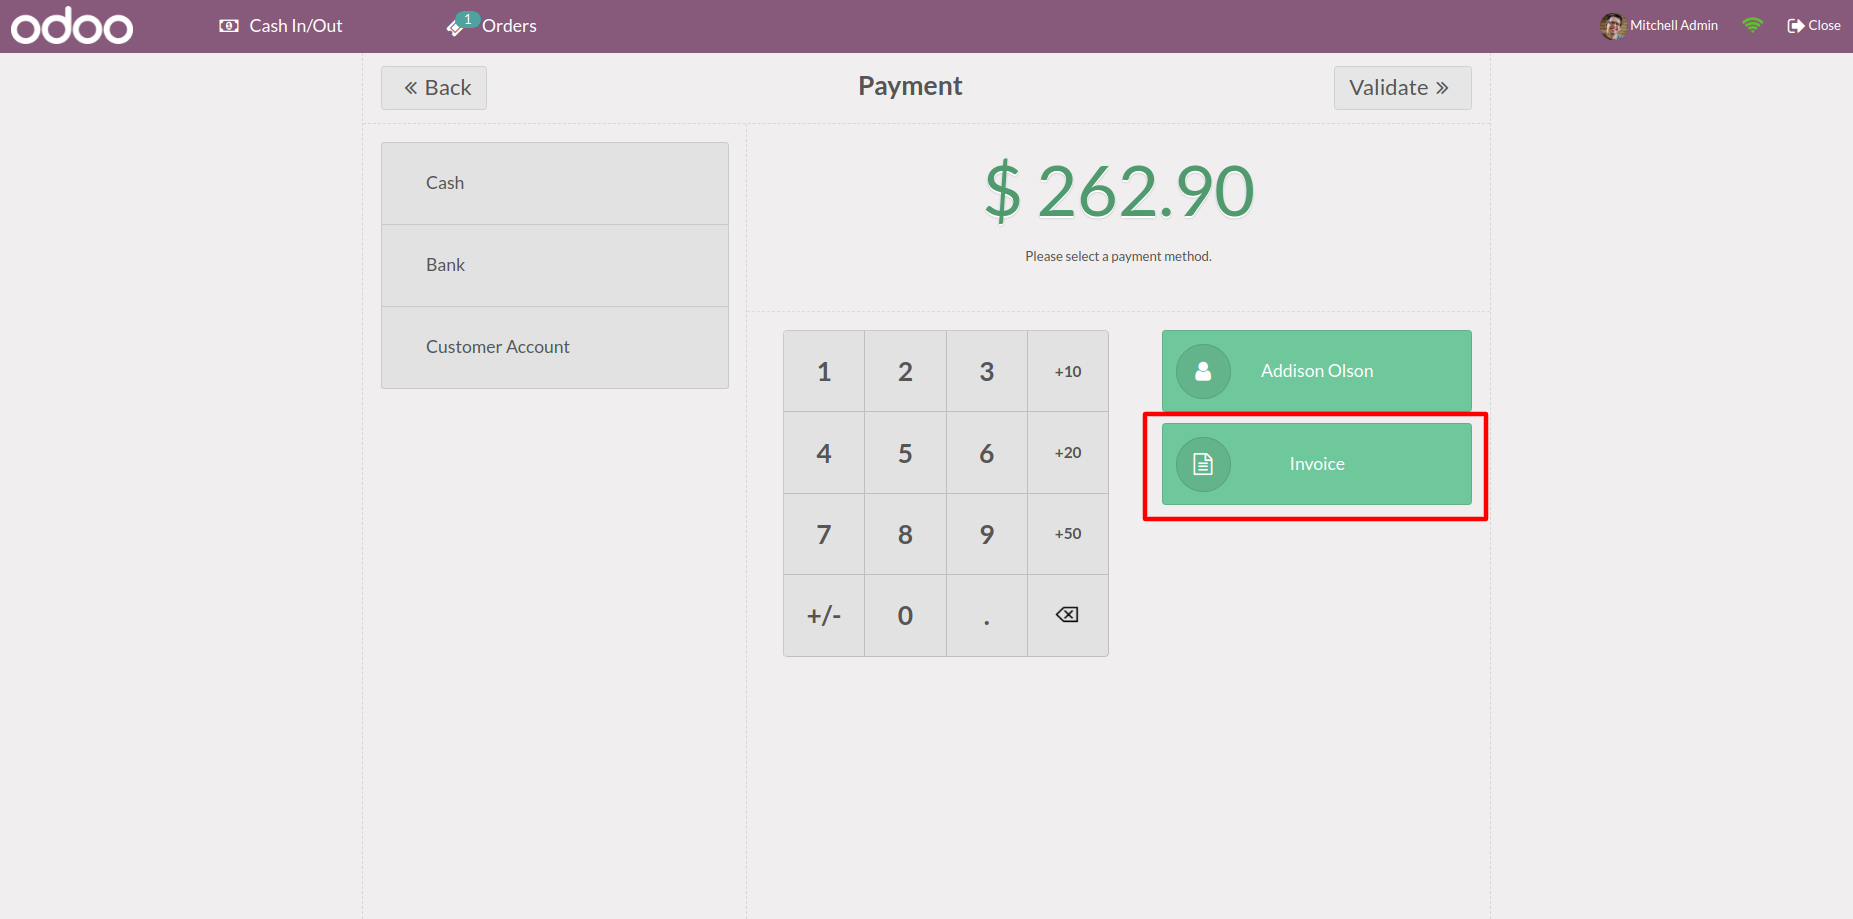 odoo
Cash In/Out
1
Orders
Mitchell Admin
Close
Back
Payment
Validate
Cash
Bank
Customer Account
$ 262.90
Please select a payment method.
1 2 3 +10
4 5 6 +20
7 8 9 +50
+/- 0 .
Addison Olson
Invoice